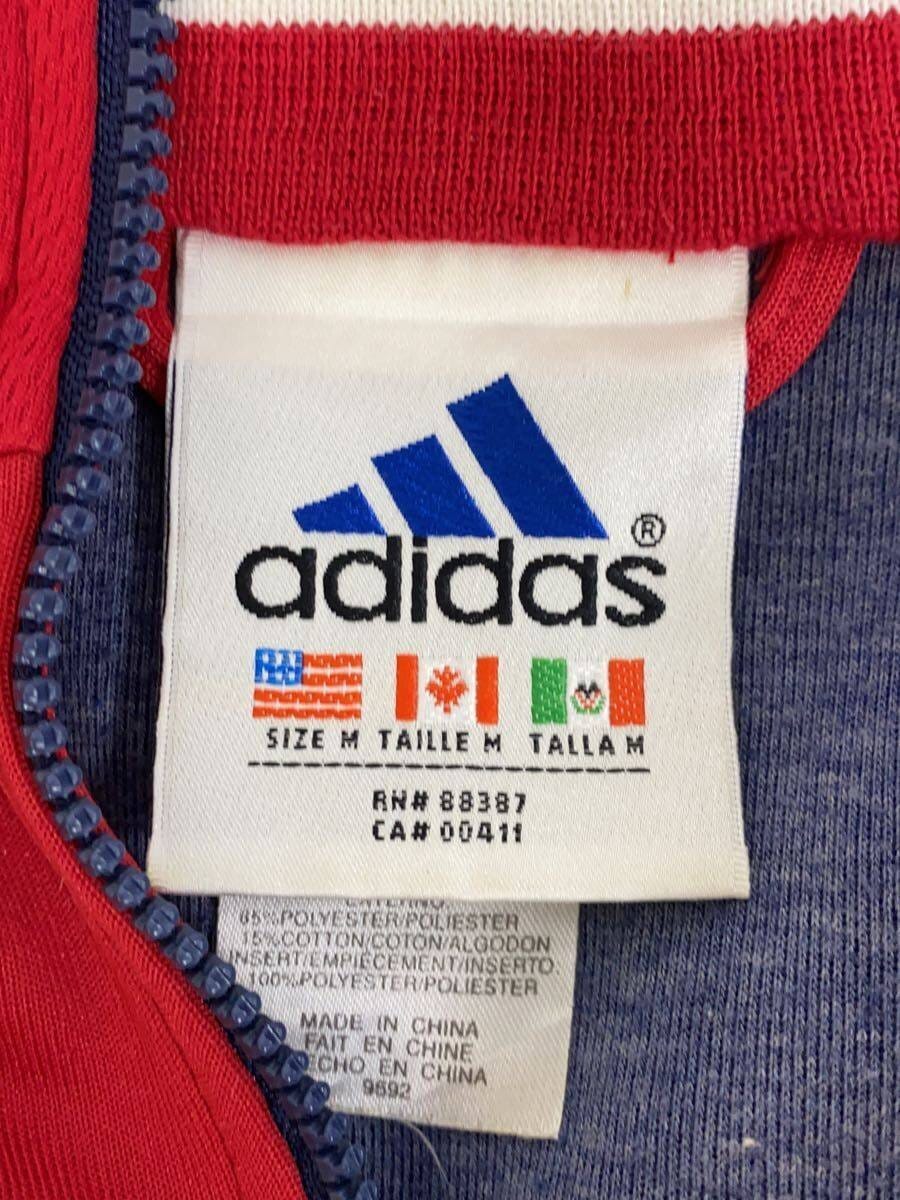 adidas®
SIZE M TAILLE M TALLA M
RN# 88387
CA# 00411
85%POLYESTER/POLIESTER
15%COTTON/COTON/ALGODON
INSERT/EMPIECEMENT/INSERTO:
100%POLYESTER/POLIESTER
MADE IN CHINA
FAIT EN CHINE
ECHO EN CHINA
9692